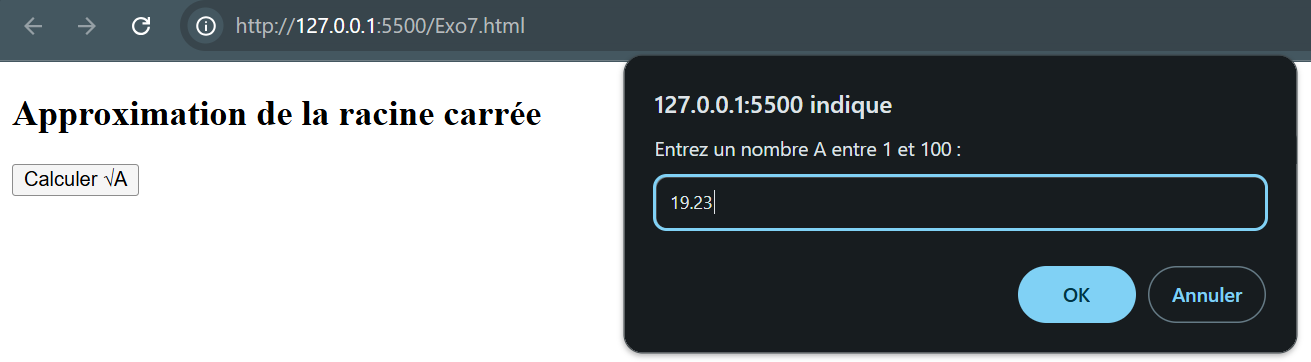 http://127.0.0.1:5500/Exo7.html
Approximation de la racine carrée
Calculer √A
127.0.0.1:5500 indique
Entrez un nombre A entre 1 et 100 :
19.23
OK
Annuler